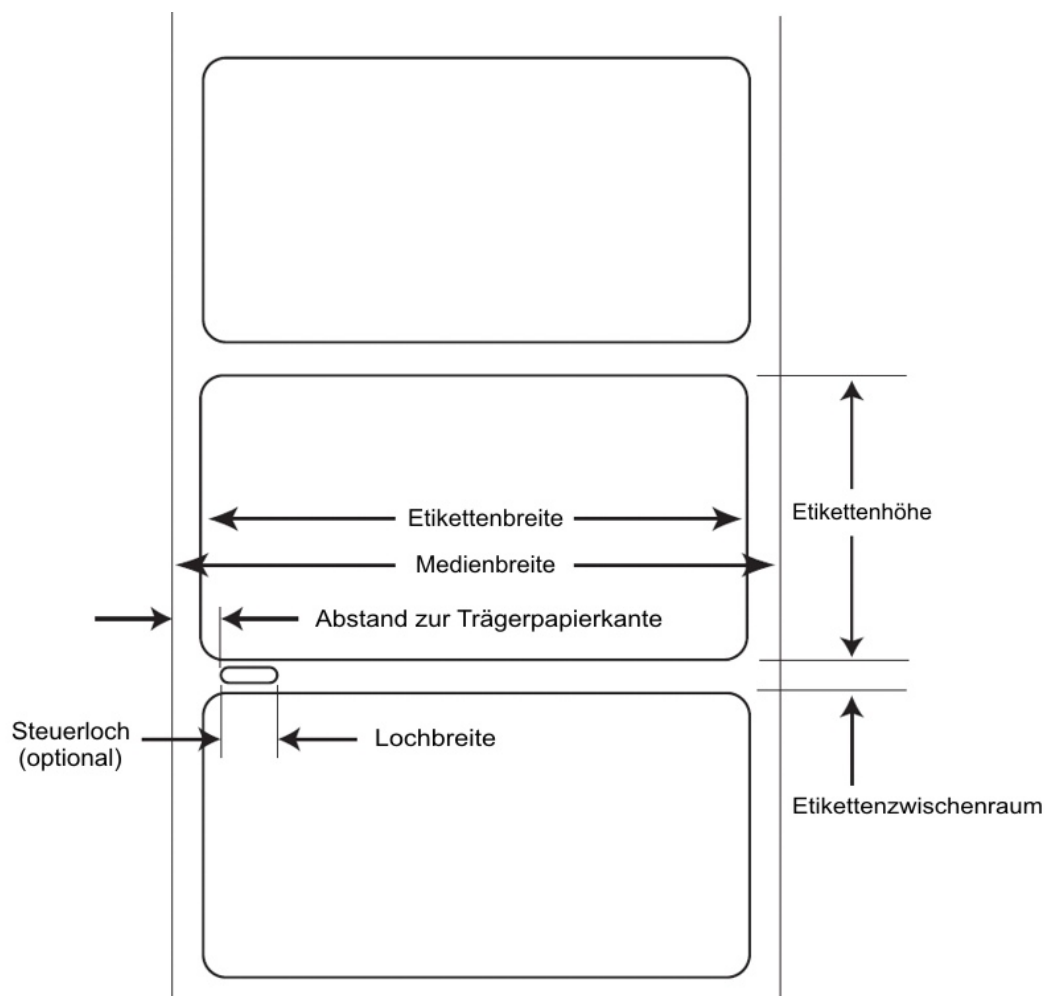 Etikettenbreite
Etikettenhöhe
Medienbreite
Abstand zur Trägerpapierkante
Steuerloch
(optional)
Lochbreite
Etikettenzwischenraum